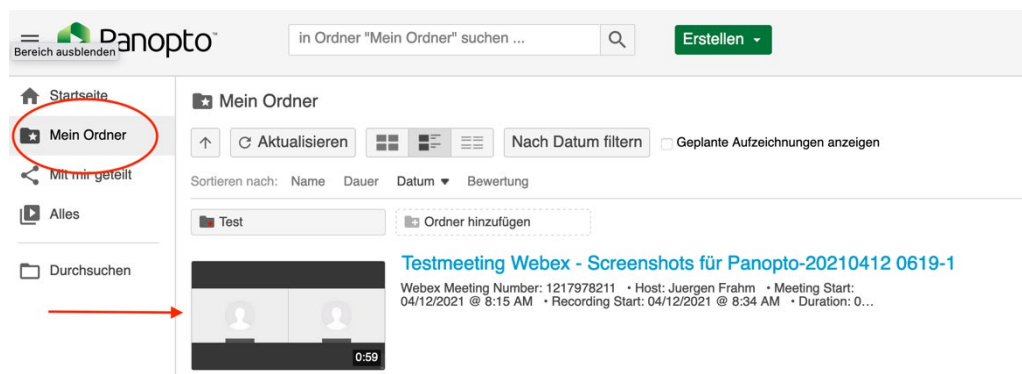 Panopto
Bereich ausblenden
in Ordner "Mein Ordner" suchen ...
Erstellen
Startseite
Mein Ordner
Mit mir geteilt
Alles
Durchsuchen
Mein Ordner
Aktualisieren
Nach Datum filtern
Geplante Aufzeichnungen anzeigen
Sortieren nach: Name Dauer Datum Bewertung
Test
Ordner hinzufügen
Testmeeting Webex - Screenshots für Panopto-20210412 0619-1
Webex Meeting Number: 1217978211 • Host: Juergen Frahm • Meeting Start:
04/12/2021 @ 8:15 AM • Recording Start: 04/12/2021 @ 8:34 AM • Duration: 0...
0:59